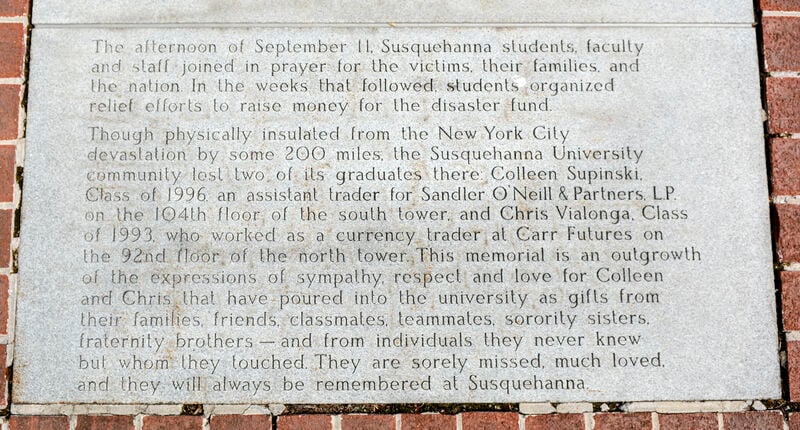 The afternoon of September 11, Susquehanna students, faculty
and staff joined in prayer for the victims, their families, and
the nation. In the weeks that followed, students organized
relief efforts to raise money for the disaster fund.
Though physically insulated from the New York City
devastation by some 200 miles, the Susquehanna University
community lost two of its graduates there: Colleen Supinski,
Class of 1996, an assistant trader for Sandler O'Neill & Partners, L.P.
on the 104th floor of the south tower, and Chris Vialonga, Class
of 1993, who worked as a currency trader at Carr Futures on
the 92nd floor of the north tower. This memorial is an outgrowth
of the expressions of sympathy, respect and love for Colleen
and Chris that have poured into the university as gifts from
their families, friends, classmates, teammates, sorority sisters,
fraternity brothers — and from individuals they never knew
but whom they touched. They are sorely missed, much loved,
and they will always be remembered at Susquehanna.